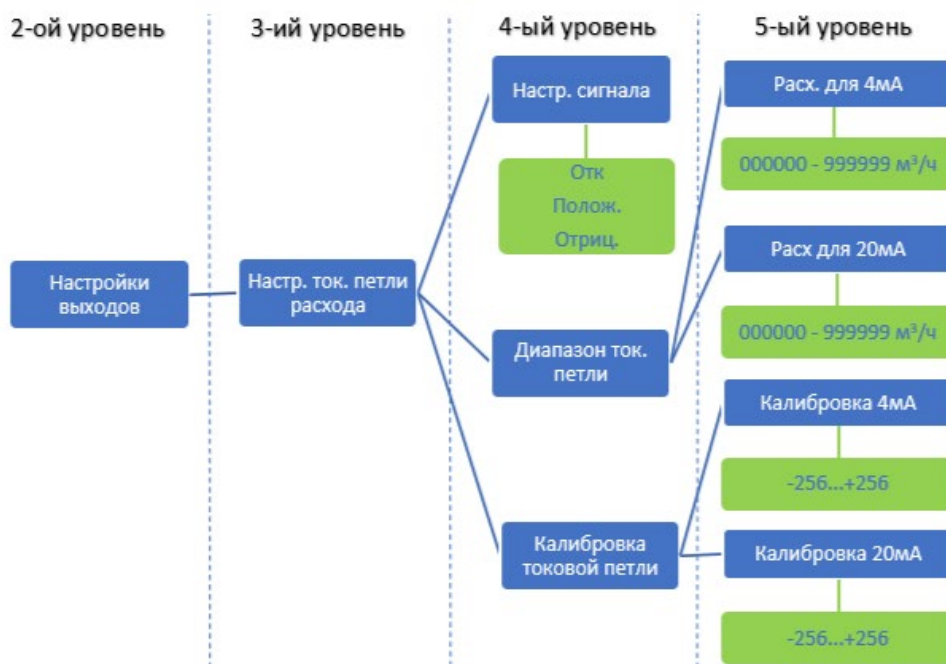 2-ой уровень
3-ий уровень
4-ый уровень
5-ый уровень
Настройки
выходов
Настр. ток. петли
расхода
Настр. сигнала
Отк
Полож.
Отриц.
Диапазон ток.
петли
Калибровка
токовой петли
Расх. для 4мА
000000 - 999999 м³/ч
Расх для 20мА
000000 - 999999 м³/ч
Калибровка 4мА
-256...+256
Калибровка 20мА
-256...+256